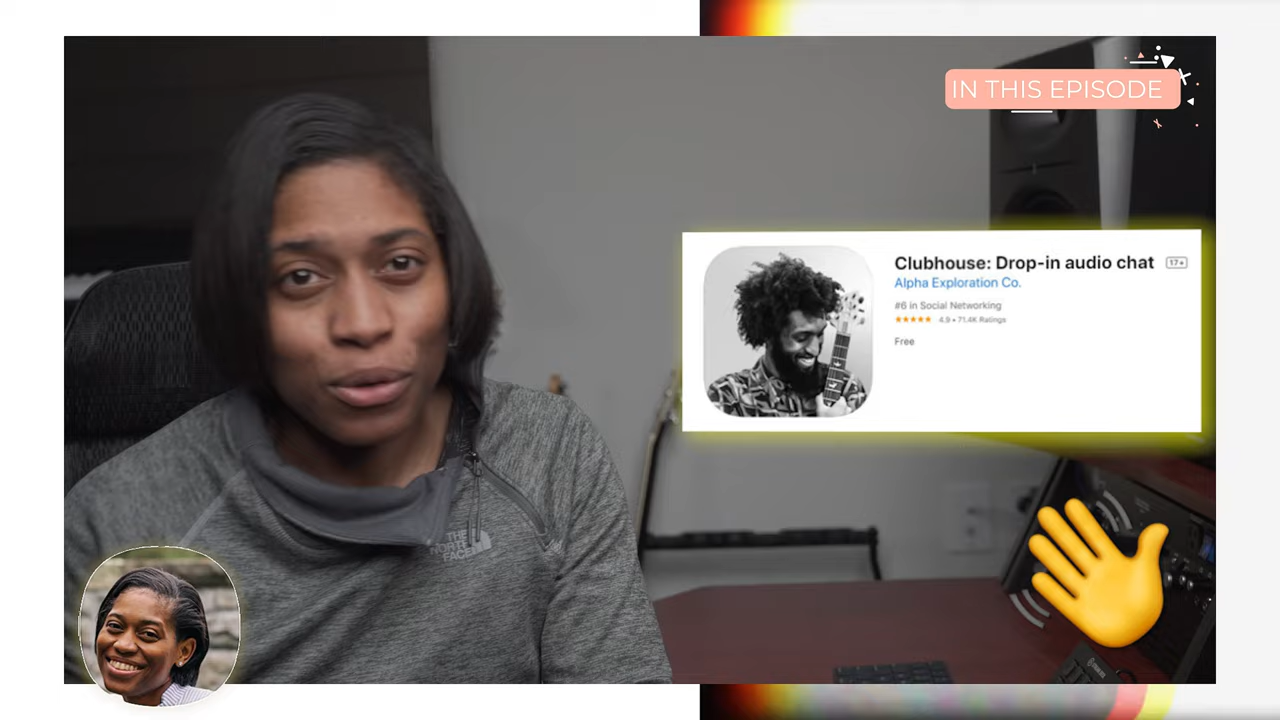 IN THIS EPISODE
Clubhouse: Drop-in audio chat 17+
Alpha Exploration Co.
#6 in Social Networking
4.9 • 71.4K Ratings
Free
THE
NORTH
FACE